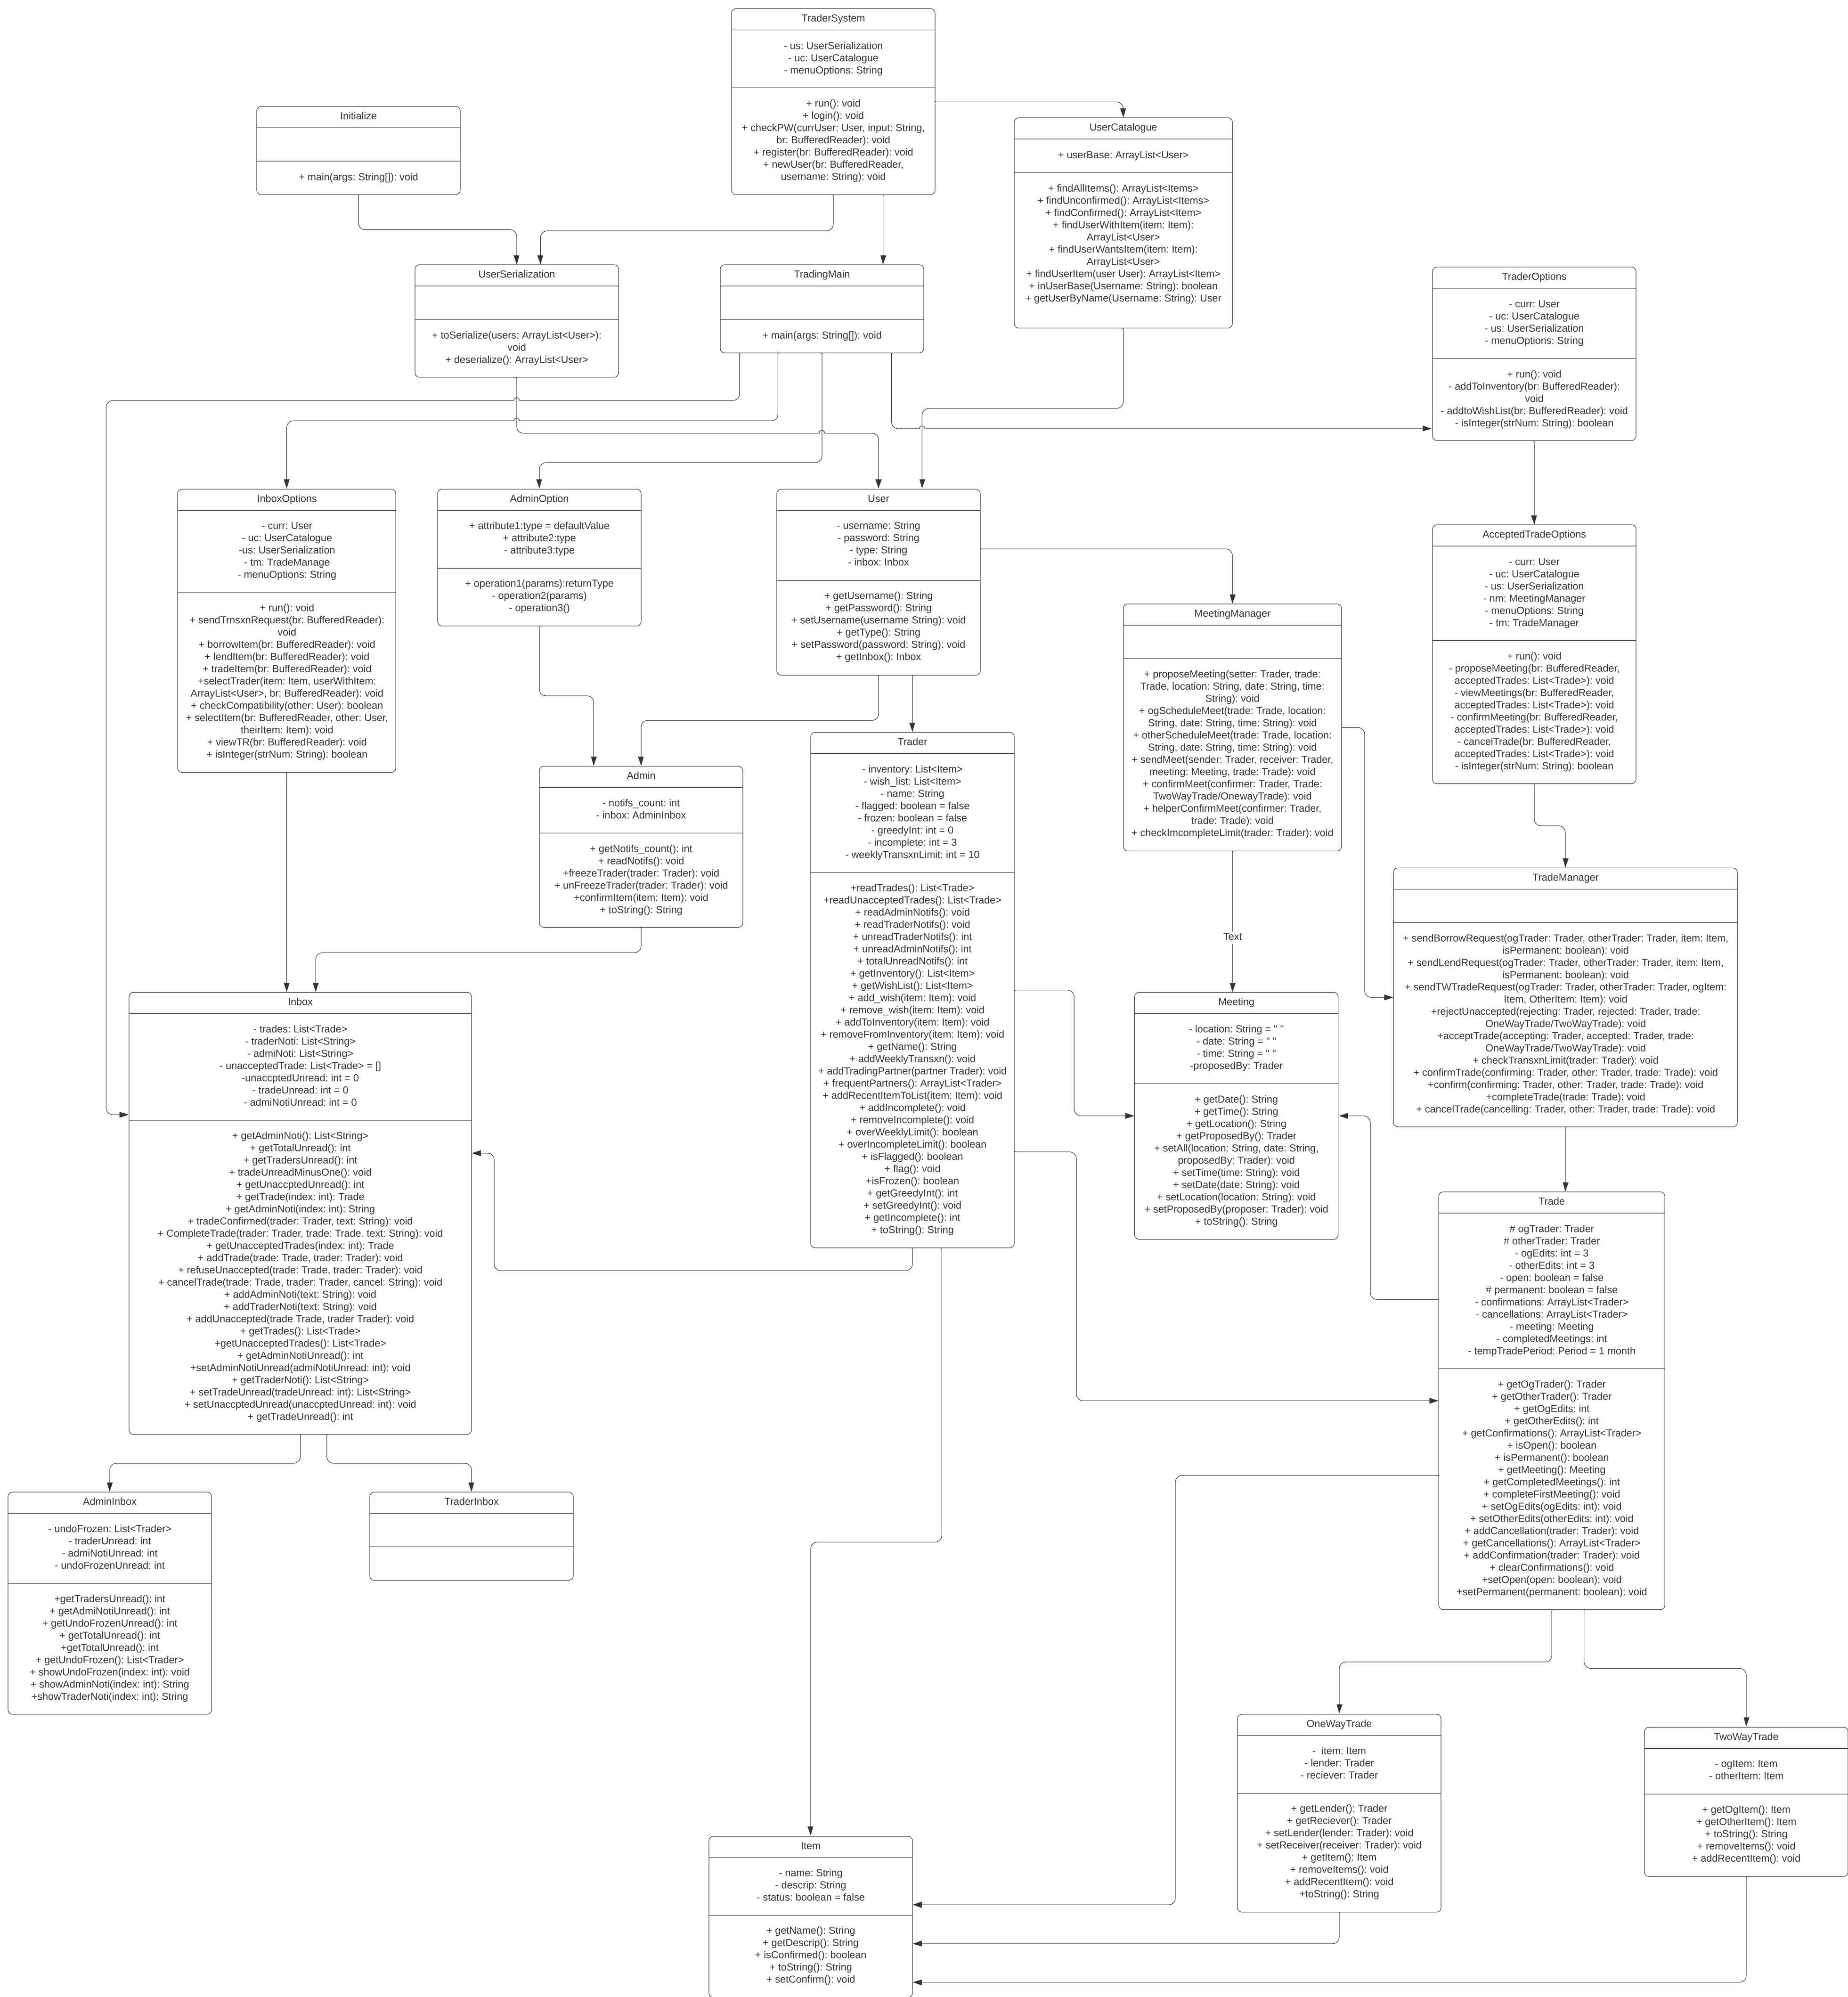 TraderSystem
- us: UserSerialization
- uc: UserCatalogue
- menuOptions: String
+ run(): void
+ login(): void
+ checkPW(currUser: User, input: String,
br: BufferedReader): void
+ register(br: BufferedReader): void
+ newUser(br: BufferedReader,
username: String): void
Initialize
+ main(args: String[]): void
UserCatalogue
+ userBase: ArrayList<User>
+ findAllItems(): ArrayList<Items>
+ findUnconfirmed(): ArrayList<Items>
+ findConfirmed(): ArrayList<Item>
+ findUserWithItem(item: Item):
ArrayList<User>
+ findUserWantsItem(item: Item):
ArrayList<User>
+ findUserItem(user User): ArrayList<Item>
+ inUserBase(Username: String): boolean
+ getUserByName(Username: String): User
UserSerialization
+ toSerialize(users: ArrayList<User>):
void
+ deserialize(): ArrayList<User>
TradingMain
+ main(args: String[]): void
TraderOptions
- curr: User
- uc: UserCatalogue
- us: UserSerialization
- menuOptions: String
+ run(): void
- addToInventory(br: BufferedReader):
void
- addtoWishList(br: BufferedReader): void
- isInteger(strNum: String): boolean
InboxOptions
- curr: User
- uc: UserCatalogue
-us: UserSerialization
- tm: TradeManage
- menuOptions: String
+ run(): void
+ sendTrnsxnRequest(br: BufferedReader):
void
+ borrowItem(br: BufferedReader): void
+ lendItem(br: BufferedReader): void
+ tradeItem(br: BufferedReader): void
+selectTrader(item: Item, userWithItem:
ArrayList<User>, br: BufferedReader): void
+ checkCompatibility(other: User): boolean
+ selectItem(br: BufferedReader, other: User,
theirItem: Item): void
+ viewTR(br: BufferedReader): void
+ isInteger(strNum: String): boolean
AdminOption
+ attribute1:type = defaultValue
+ attribute2:type
- attribute3:type
+ operation1(params):returnType
- operation2(params)
- operation3()
User
- username: String
- password: String
- type: String
- inbox: Inbox
+ getUsername(): String
+ getPassword(): String
+ setUsername(username String): void
+ getType(): String
+ setPassword(password: String): void
+ getInbox(): Inbox
AcceptedTradeOptions
- curr: User
- uc: UserCatalogue
- us: UserSerialization
- nm: MeetingManager
- menuOptions: String
- tm: TradeManager
+ run(): void
- proposeMeeting(br: BufferedReader,
acceptedTrades: List<Trade>): void
- viewMeetings(br: BufferedReader,
acceptedTrades: List<Trade>): void
- confirmMeeting(br: BufferedReader,
acceptedTrades: List<Trade>): void
- cancelTrade(br: BufferedReader,
acceptedTrades: List<Trade>): void
- isInteger(strNum: String): boolean
MeetingManager
+ proposeMeeting(setter: Trader, trade:
Trade, location: String, date: String, time:
String): void
+ ogScheduleMeet(trade: Trade, location:
String, date: String, time: String): void
+ otherScheduleMeet(trade: Trade, location:
String, date: String, time: String): void
+ sendMeet(sender: Trader. receiver: Trader,
meeting: Meeting, trade: Trade): void
+ confirmMeet(confirmer: Trader, Trade:
TwoWayTrade/OnewayTrade): void
+ helperConfirmMeet(confirmer: Trader,
trade: Trade): void
+ checkImcompleteLimit(trader: Trader): void
Text
Trader
- inventory: List<Item>
- wish_list: List<Item>
- name: String
- flagged: boolean = false
- frozen: boolean = false
- greedyInt: int = 0
- incomplete: int = 3
- weeklyTransxnLimit: int = 10
+readTrades(): List<Trade>
+readUnacceptedTrades(): List<Trade>
+ readAdminNotifs(): void
+ readTraderNotifs(): void
+ unreadTraderNotifs: int
+ unreadAdminNotifs: int
+ totalUnreadNotifs: int
+ getInventory(): List<Item>
+ getWishList(): List<Item>
+ add_wish(item: Item): void
+ remove_wish(item: Item): void
+ addToInventory(item: Item): void
+ removeFromInventory(item: Item): void
+ getName(): String
+ addWeeklyTransxn(): void
+ addTradingPartner(partner Trader): void
+ frequentPartners(): ArrayList<Trader>
+ addRecentItemToList(item: Item): void
+ addIncomplete(): void
+ removeIncomplete(): void
+ overWeeklyLimit(): boolean
+ overIncompleteLimit(): boolean
+ isFlagged(): boolean
+ flag(): void
+isFrozen(): boolean
+ getGreedyInt(): int
+ setGreedyInt(): void
+ getIncomplete(): int
+ toString(): String
Admin
- notifs_count: int
- inbox: AdminInbox
+ getNotifs_count(): int
+ readNotifs(): void
+freezeTrader(trader: Trader): void
+ unFreezeTrader(trader: Trader): void
+confirmItem(item: Item): void
+ toString(): String
TradeManager
+ sendBorrowRequest(ogTrader: Trader, otherTrader: Trader, item: Item,
isPermanent: boolean): void
+ sendLendRequest(ogTrader: Trader, otherTrader: Trader, item: Item,
isPermanent: boolean): void
+ sendTWTradeRequest(ogTrader: Trader, otherTrader: Trader, ogItem:
Item, OtherItem: Item): void
+rejectUnaccepted(rejecting: Trader, rejected: Trader, trade:
OneWayTrade/TwoWayTrade): void
+acceptTrade(accepting: Trader, accepted: Trader, trade:
OneWayTrade/TwoWayTrade): void
+ checkTransxnLimit(trader: Trader): void
+ confirmTrade(confirming: Trader, other: Trader, trade: Trade): void
+confirm(confirming: Trader, other: Trader, trade: Trade): void
+completeTrade(trade: Trade): void
+ cancelTrade(cancelling: Trader, other: Trader, trade: Trade): void
Inbox
- trades: List<Trade>
- traderNoti: List<String>
- admiNoti: List<String>
- unacceptedTrade: List<Trade> = []
-unaccptedUnread: int = 0
- tradeUnread: int = 0
- admiNotiUnread: int = 0
+ getAdminNoti(): List<String>
+ getTotalUnread(): int
+ getTradersUnread(): int
+ tradeUnreadMinusOne(): void
+ getUnaccptedUnread(): int
+ getTrade(index: int): Trade
+ getAdminNoti(index: int): String
+ tradeConfirmed(trader: Trader, text: String): void
+ CompleteTrade(trader: Trader, trade: Trade. text: String): void
+ getUnacceptedTrades(index: int): Trade
+ addTrade(trade: Trade, trader: Trader): void
+ refuseUnaccepted(trade: Trade, trader: Trader): void
+ cancelTrade(trade: Trade, trader: Trader, cancel: String): void
+ addAdminNoti(text: String): void
+ addTraderNoti(text: String): void
+ addUnaccepted(trade Trade, trader Trader): void
+ getTrades(): List<Trade>
+getUnacceptedTrades(): List<Trade>
+ getAdminNotiUnread(): int
+setAdminNotiUnread(admiNotiUnread: int): void
+ getTraderNoti(): List<String>
+ setTradeUnread(tradeUnread: int): List<String>
+ setUnaccptedUnread(unaccptedUnread: int): void
+ getTradeUnread(): int
Meeting
- location: String = " "
- date: String = " "
- time: String = " "
-proposedBy: Trader
+ getDate(): String
+ getTime(): String
+ getLocation(): String
+ getProposedBy(): Trader
+ setAll(location: String, date: String,
proposedBy: Trader): void
+ setTime(time: String): void
+ setDate(date: String): void
+ setLocation(location: String): void
+ setProposedBy(proposer: Trader): void
+ toString(): String
Trade
# ogTrader: Trader
# otherTrader: Trader
- ogEdits: int = 3
- otherEdits: int = 3
- open: boolean = false
# permanent: boolean = false
- confirmations: ArrayList<Trader>
- cancellations: ArrayList<Trader>
- meeting: Meeting
- completedMeetings: int
- tempTradePeriod: Period = 1 month
+ getOgTrader(): Trader
+ getOtherTrader(): Trader
+ getOgEdits: int
+ getOtherEdits(): int
+ getConfirmations(): ArrayList<Trader>
+ isOpen(): boolean
+ isPermanent(): boolean
+ getMeeting(): Meeting
+ getCompletedMeetings(): int
+ completeFirstMeeting(): void
+ setOgEdits(ogEdits: int): void
+ setOtherEdits(otherEdits: int): void
+ addCancellation(trader: Trader): void
+ getCancellations(): ArrayList<Trader>
+ addConfirmation(trader: Trader): void
+ clearConfirmations(): void
+setOpen(open: boolean): void
+setPermanent(permanent: boolean): void
AdminInbox
- undoFrozen: List<Trader>
- traderUnread: int
- admiNotiUnread: int
- undoFrozenUnread: int
+getTradersUnread(): int
+ getAdmiNotiUnread(): int
+ getUndoFrozenUnread(): int
+ getTotalUnread(): int
+getTotalUnread(): int
+ getUndoFrozen(): List<Trader>
+ showUndoFrozen(index: int): void
+ showAdminNoti(index: int): String
+showTraderNoti(index: int): String
TraderInbox
OneWayTrade
- item: Item
- lender: Trader
- reciever: Trader
+ getLender(): Trader
+ getReciever(): Trader
+ setLender(lender: Trader): void
+ setReceiver(receiver: Trader): void
+ getItem(): Item
+ removeItems(): void
+ addRecentItem(): void
+toString(): String
TwoWayTrade
- ogItem: Item
- otherItem: Item
+ getOgItem(): Item
+ getOtherItem(): Item
+ toString(): String
+ removeItems(): void
+ addRecentItem(): void
Item
- name: String
- descrip: String
- status: boolean = false
+ getName(): String
+ getDescrip(): String
+ isConfirmed(): boolean
+ toString(): String
+ setConfirm(): void